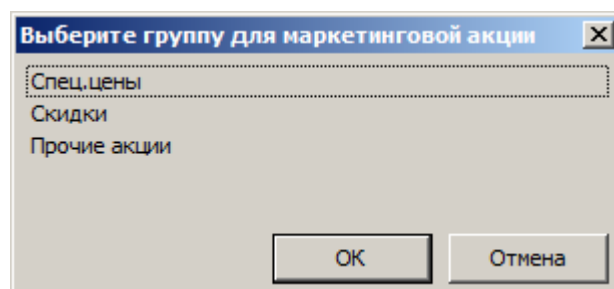 Выберите группу для маркетинговой акции
Спец.цены
Скидки
Прочие акции
ОК
Отмена